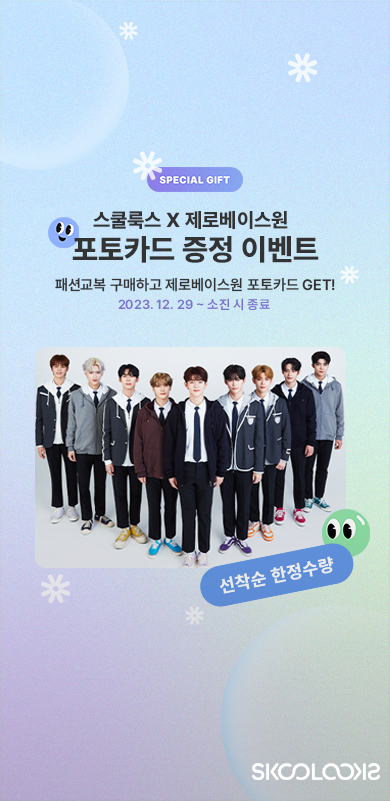 SPECIAL GIFT
스쿨룩스 X 제로베이스원
포토카드 증정 이벤트
패션교복 구매하고 제로베이스원 포토카드 GET!
2023. 12. 29 ~ 소진 시 종료
선착순 한정수량
SKOOLOOKS